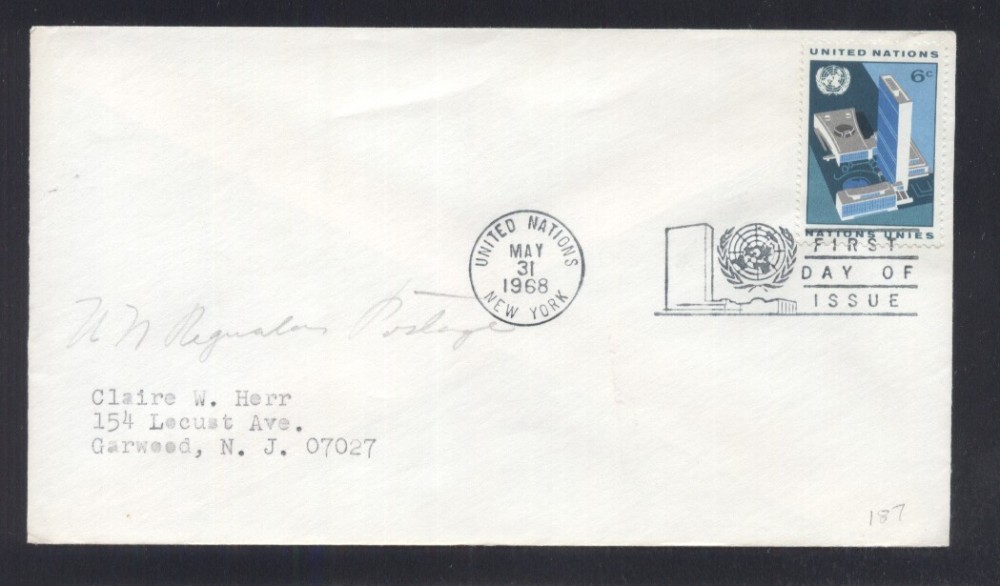 UNITED NATIONS
6c
NATIONS UNIES
UNITED NATIONS
MAY
31
1968
NEW YORK
FIRST
DAY OF
ISSUE
U N Regualar Postage
Claire W. Herr
154 Locust Ave.
Garwood, N. J. 07027
187